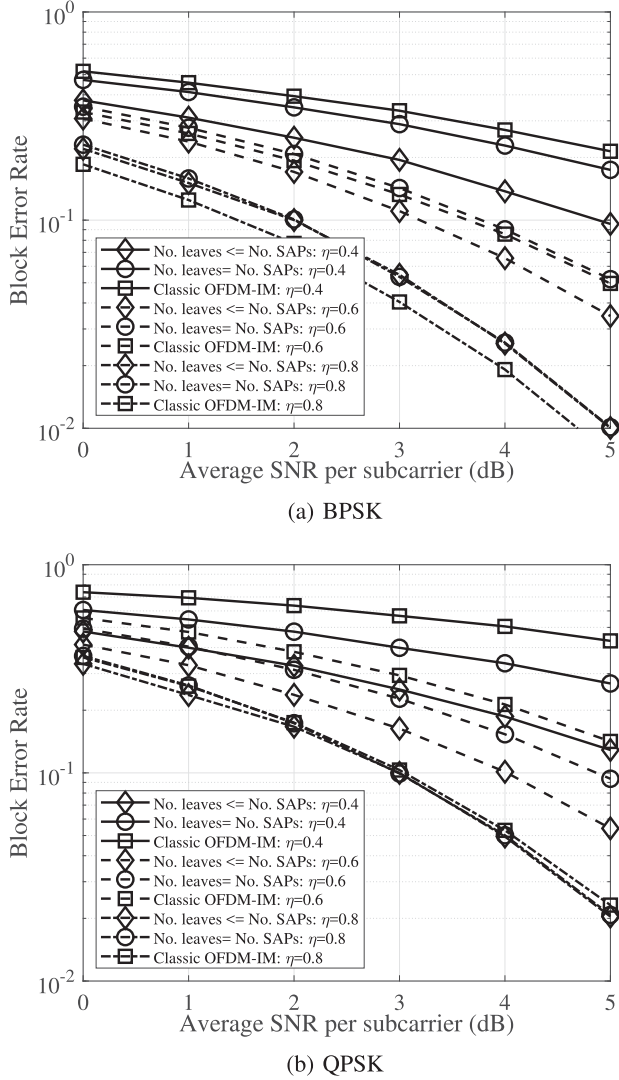 10^0
10^-1
10^-2
Block Error Rate
No. leaves <= No. SAPs: η=0.4
No. leaves= No. SAPs: η=0.4
Classic OFDM-IM: η=0.4
No. leaves <= No. SAPs: η=0.6
No. leaves= No. SAPs: η=0.6
Classic OFDM-IM: η=0.6
No. leaves <= No. SAPs: η=0.8
No. leaves= No. SAPs: η=0.8
Classic OFDM-IM: η=0.8
0 1 2 3 4 5
Average SNR per subcarrier (dB)
(a) BPSK
10^0
10^-1
10^-2
Block Error Rate
No. leaves <= No. SAPs: η=0.4
No. leaves= No. SAPs: η=0.4
Classic OFDM-IM: η=0.4
No. leaves <= No. SAPs: η=0.6
No. leaves= No. SAPs: η=0.6
Classic OFDM-IM: η=0.6
No. leaves <= No. SAPs: η=0.8
No. leaves= No. SAPs: η=0.8
Classic OFDM-IM: η=0.8
0 1 2 3 4 5
Average SNR per subcarrier (dB)
(b) QPSK